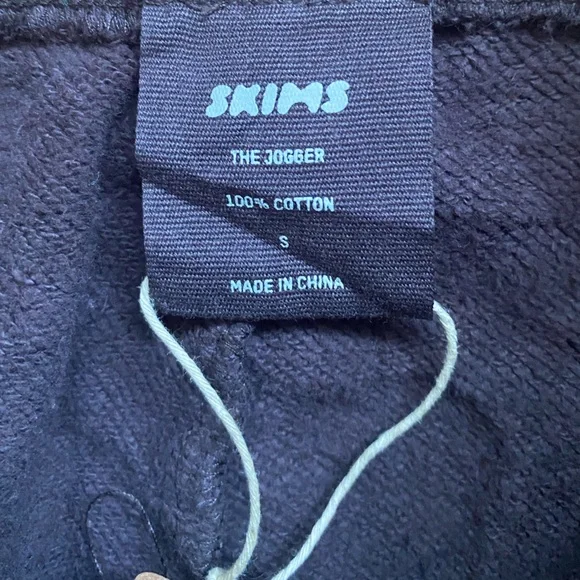 SKIMS
THE JOGGER
100% COTTON
S
MADE IN CHINA